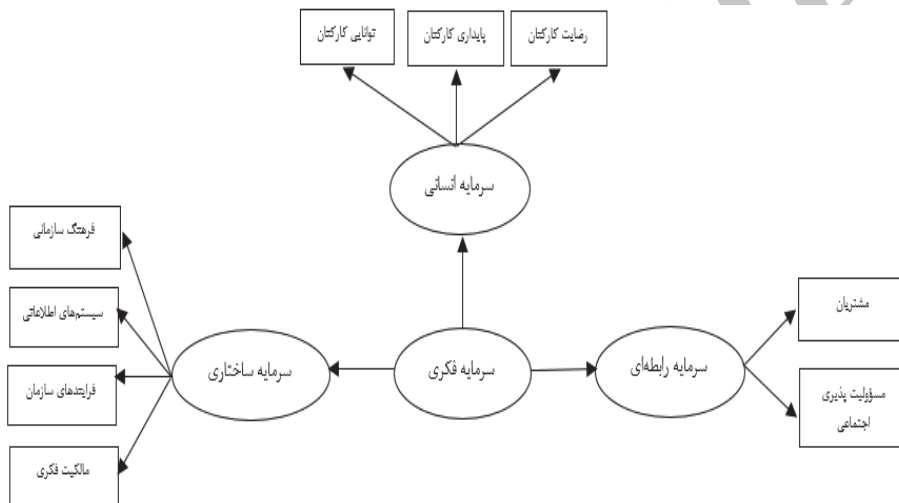 رضایت کارکنان
پایداری کارکنان
توانایی کارکنان
سرمایه انسانی
فرهنگ سازمانی
سیستم‌های اطلاعاتی
فرایندهای سازمان
مالکیت فکری
سرمایه ساختاری
سرمایه فکری
سرمایه رابطه‌ای
مشتریان
مسؤولیت پذیری
اجتماعی